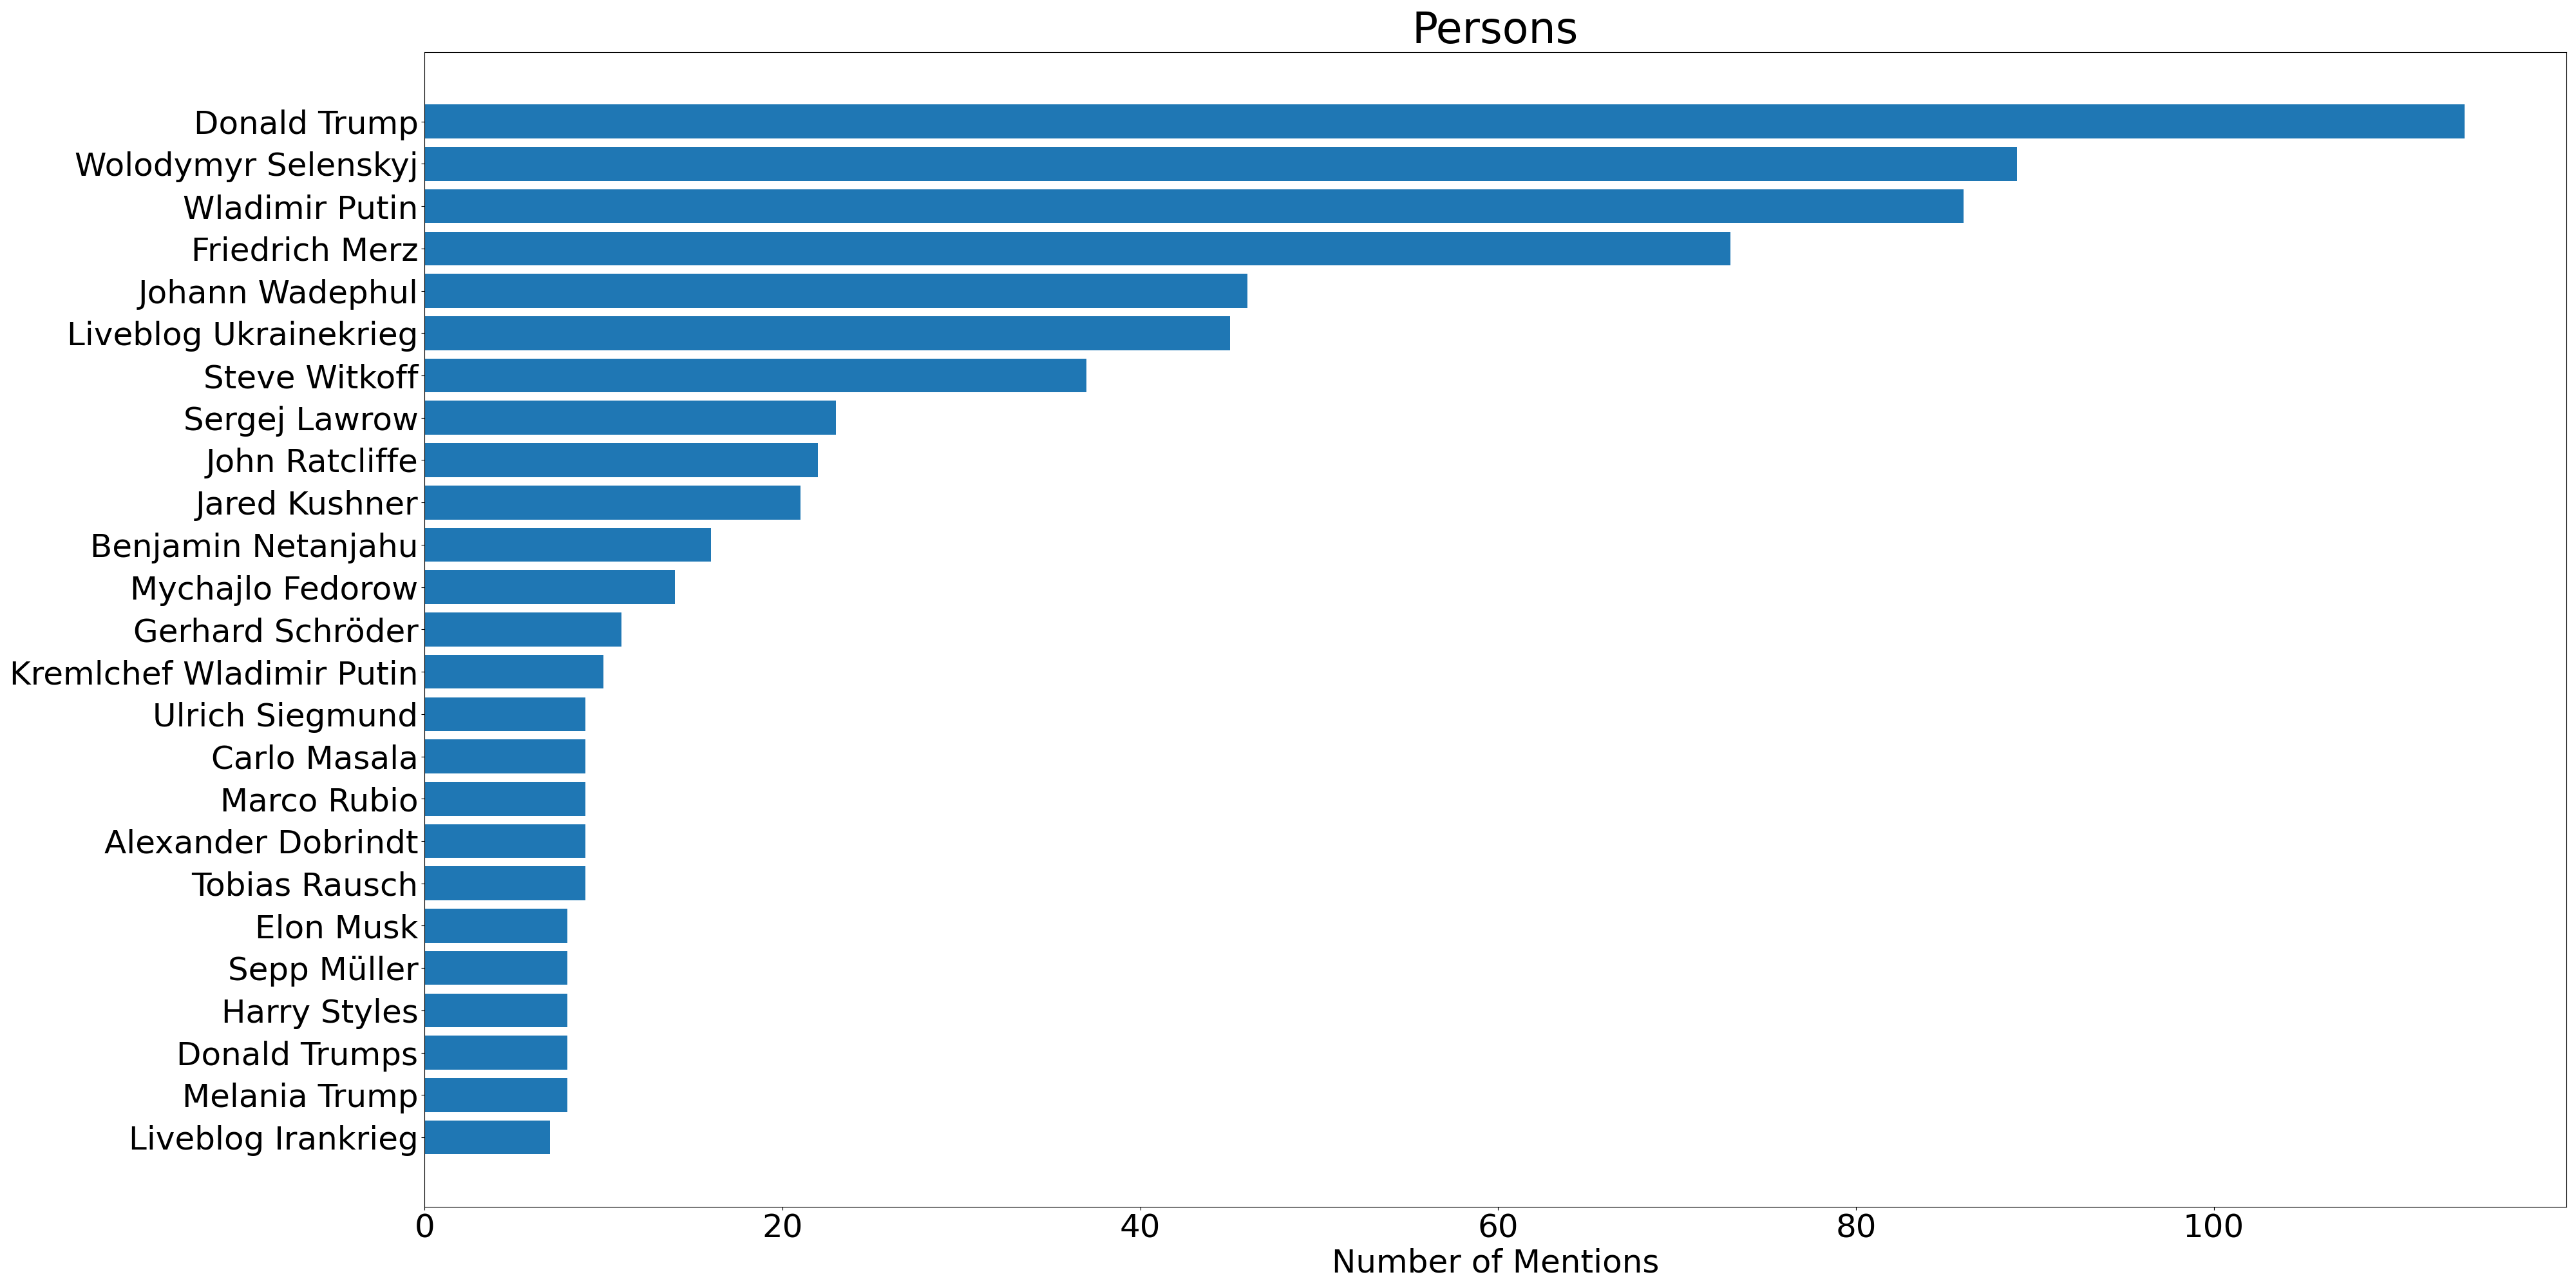 Persons
Donald Trump
Wolodymyr Selenskyj
Wladimir Putin
Friedrich Merz
Johann Wadephul
Liveblog Ukrainekrieg
Steve Witkoff
Sergej Lawrow
John Ratcliffe
Jared Kushner
Benjamin Netanjahu
Mychajlo Fedorow
Gerhard Schröder
Kremlchef Wladimir Putin
Ulrich Siegmund
Carlo Masala
Marco Rubio
Alexander Dobrindt
Tobias Rausch
Elon Musk
Sepp Müller
Harry Styles
Donald Trumps
Melania Trump
Liveblog Irankrieg
0 20 40 60 80 100
Number of Mentions